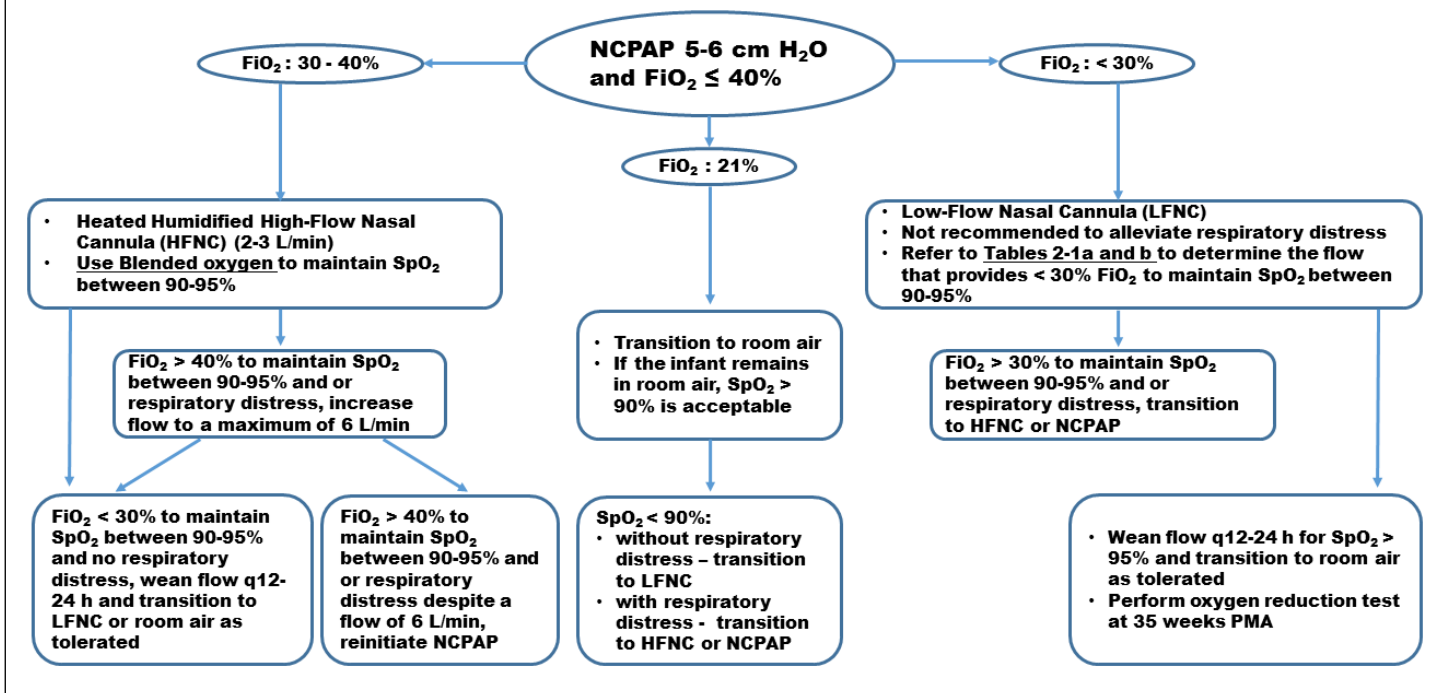 NCPAP 5-6 cm H₂O
and FiO₂ ≤ 40%
FiO₂ : 30 - 40%
FiO₂ : < 30%
FiO₂ : 21%
• Heated Humidified High-Flow Nasal
Cannula (HFNC) (2-3 L/min)
• Use Blended oxygen to maintain SpO₂
between 90-95%
• Low-Flow Nasal Cannula (LFNC)
• Not recommended to alleviate respiratory distress
• Refer to Tables 2-1a and b to determine the flow
that provides < 30% FiO₂ to maintain SpO₂ between
90-95%
• Transition to room air
• If the infant remains
in room air, SpO₂ >
90% is acceptable
FiO₂ > 40% to maintain SpO₂
between 90-95% and or
respiratory distress, increase
flow to a maximum of 6 L/min
FiO₂ > 30% to maintain SpO₂
between 90-95% and or
respiratory distress, transition
to HFNC or NCPAP
FiO₂ < 30% to maintain
SpO₂ between 90-95%
and no respiratory
distress, wean flow q12-
24 h and transition to
LFNC or room air as
tolerated
FiO₂ > 40% to
maintain SpO₂
between 90-95% and
or respiratory
distress despite a
flow of 6 L/min,
reinitiate NCPAP
SpO₂ < 90%:
• without respiratory
distress – transition
to LFNC
• with respiratory
distress - transition
to HFNC or NCPAP
• Wean flow q12-24 h for SpO₂ >
95% and transition to room air
as tolerated
• Perform oxygen reduction test
at 35 weeks PMA